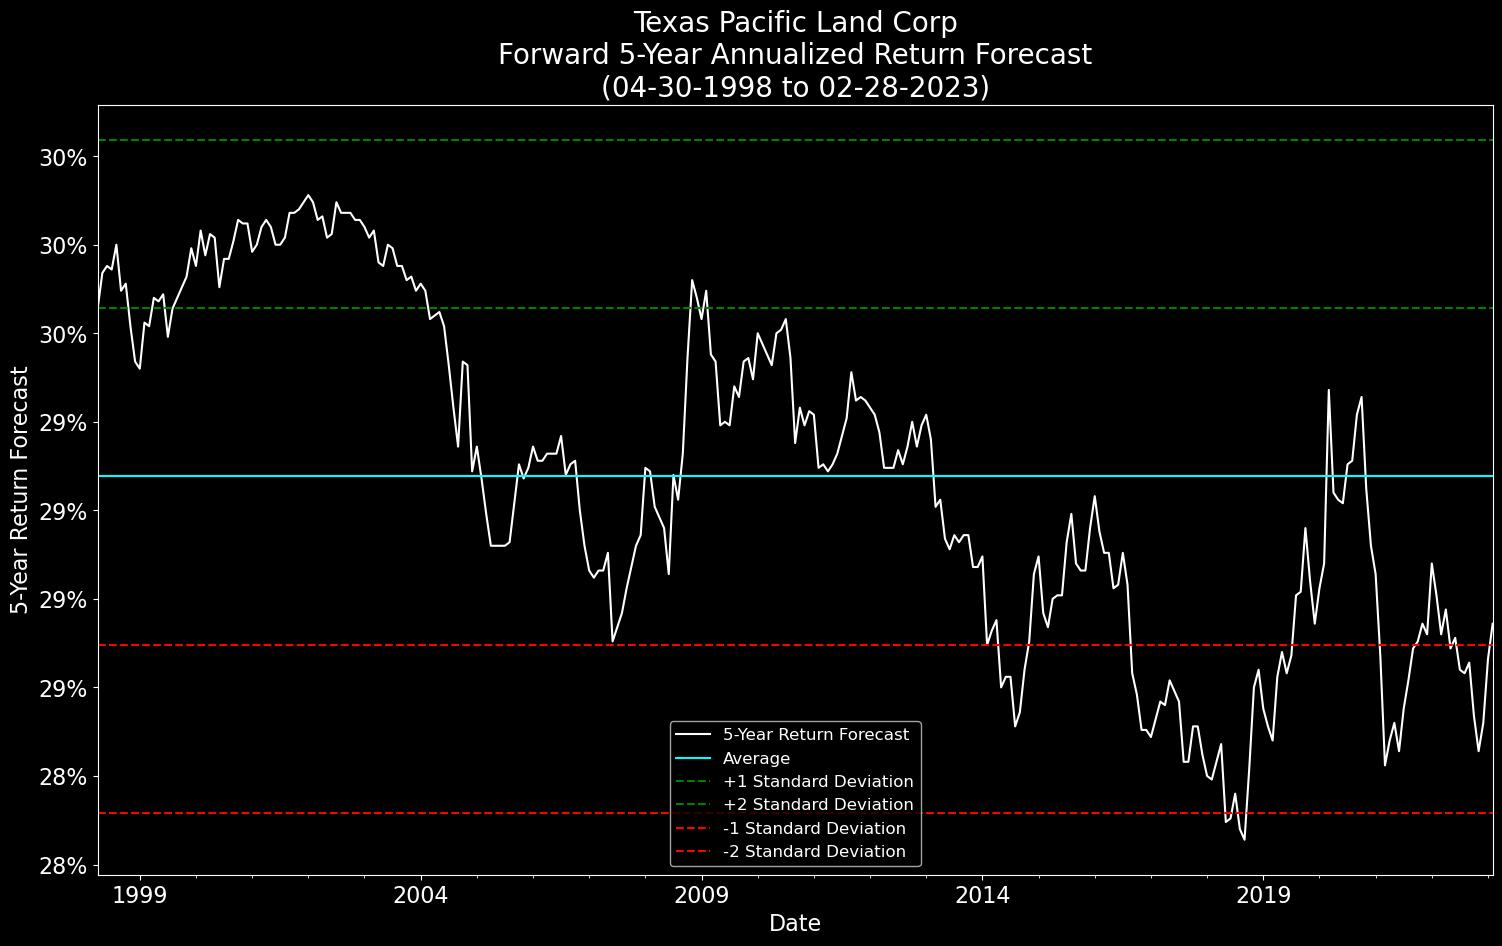 Texas Pacific Land Corp
Forward 5-Year Annualized Return Forecast
(04-30-1998 to 02-28-2023)
5-Year Return Forecast
30%
30%
30%
29%
29%
29%
29%
28%
28%
5-Year Return Forecast
Average
+1 Standard Deviation
+2 Standard Deviation
-1 Standard Deviation
-2 Standard Deviation
1999
2004
2009
2014
2019
Date